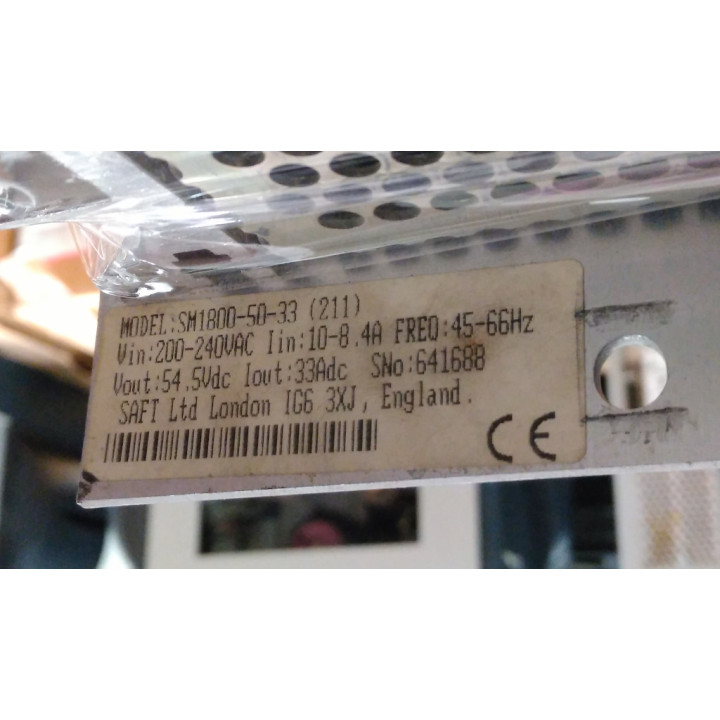 MODEL:SM1800-50-33 (211)
Vin:200-240VAC Iin:10-8.4A FREQ:45-66Hz
Vout:54.5Vdc Iout:33Adc SNo:641688
SAFT Ltd London IG6 3XJ, England.
CE